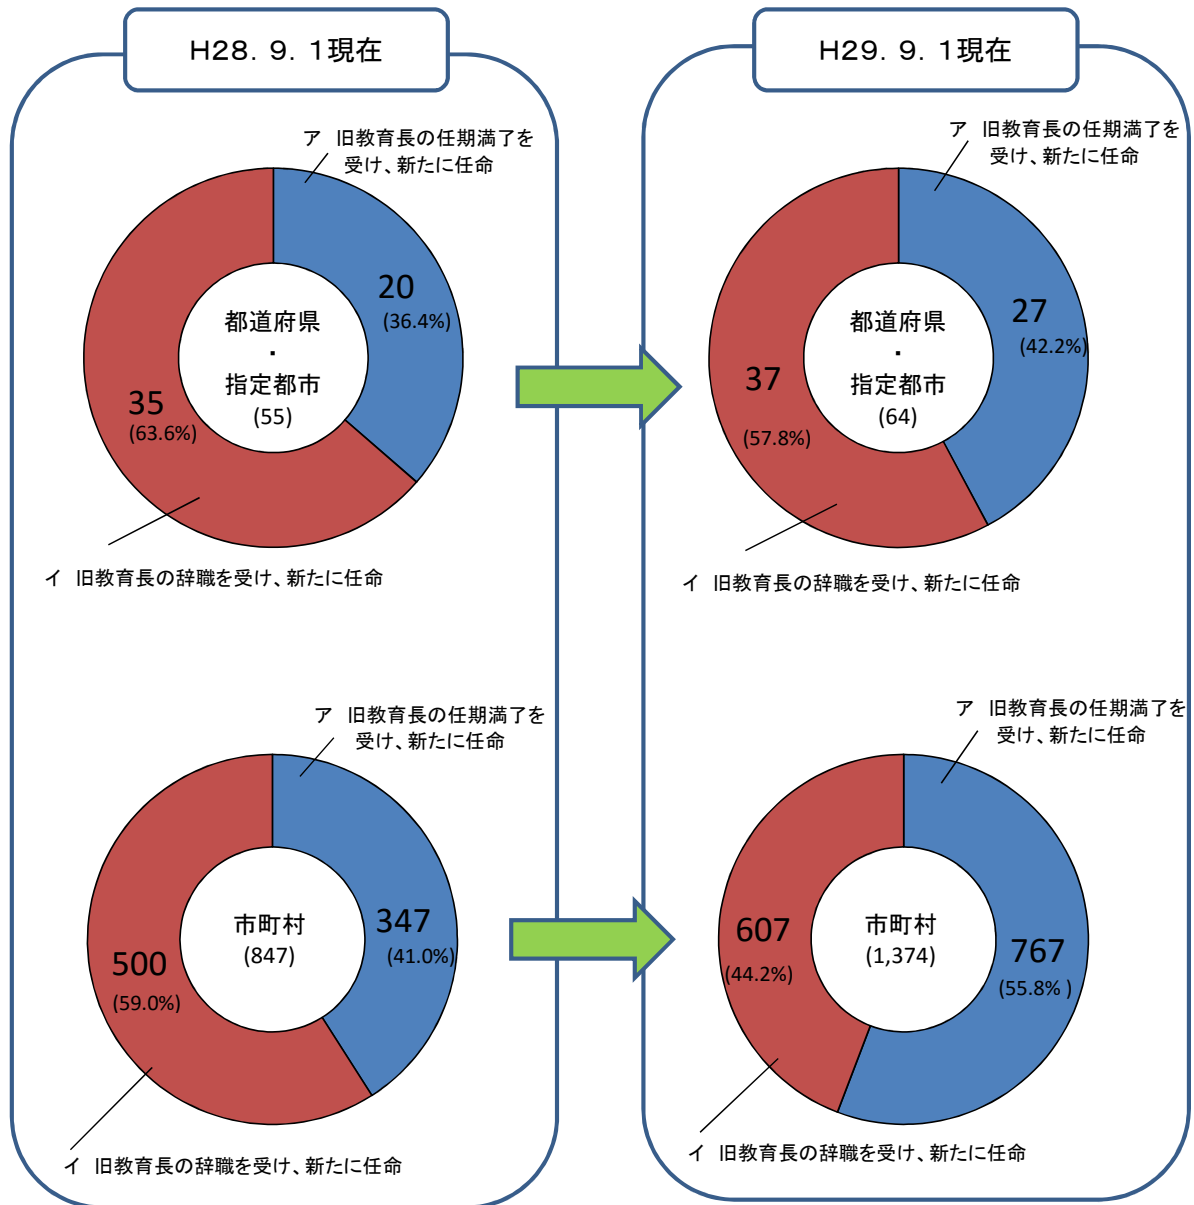 H28．9．1現在
ア　旧教育長の任期満了を
受け、新たに任命
20
(36.4%)
都道府県
・
指定都市
(55)
35
(63.6%)
イ　旧教育長の辞職を受け、新たに任命
ア　旧教育長の任期満了を
受け、新たに任命
347
(41.0%)
市町村
(847)
500
(59.0%)
イ　旧教育長の辞職を受け、新たに任命
H29．9．1現在
ア　旧教育長の任期満了を
受け、新たに任命
27
(42.2%)
都道府県
・
指定都市
(64)
37
(57.8%)
イ　旧教育長の辞職を受け、新たに任命
ア　旧教育長の任期満了を
受け、新たに任命
607
(44.2%)
市町村
(1,374)
767
(55.8% )
イ　旧教育長の辞職を受け、新たに任命